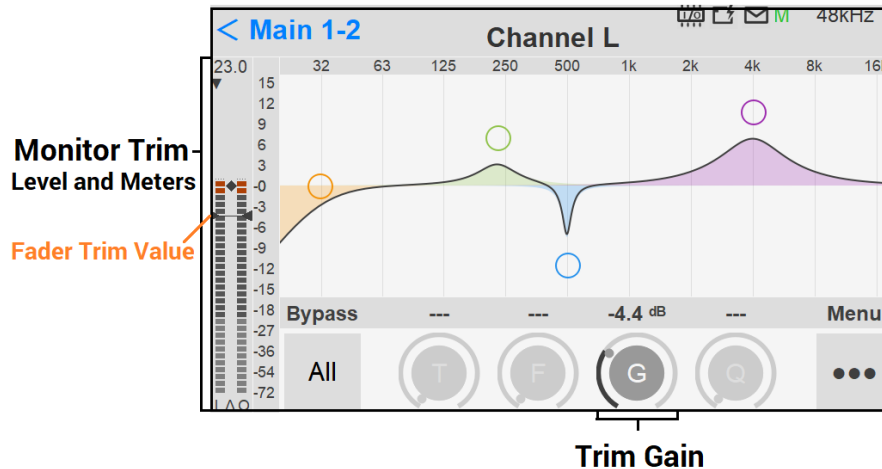 < Main 1-2
Channel L
I/O
M
48kHz
23.0
32 63 125 250 500 1k 2k 4k 8k 16k
15
12
9
6
3
-0
-3
-6
-9
-12
-15
-18
-27
-36
-54
-72
Monitor Trim
Level and Meters
Fader Trim Value
Bypass --- --- -4.4 dB --- Menu
All T F G Q
Trim Gain